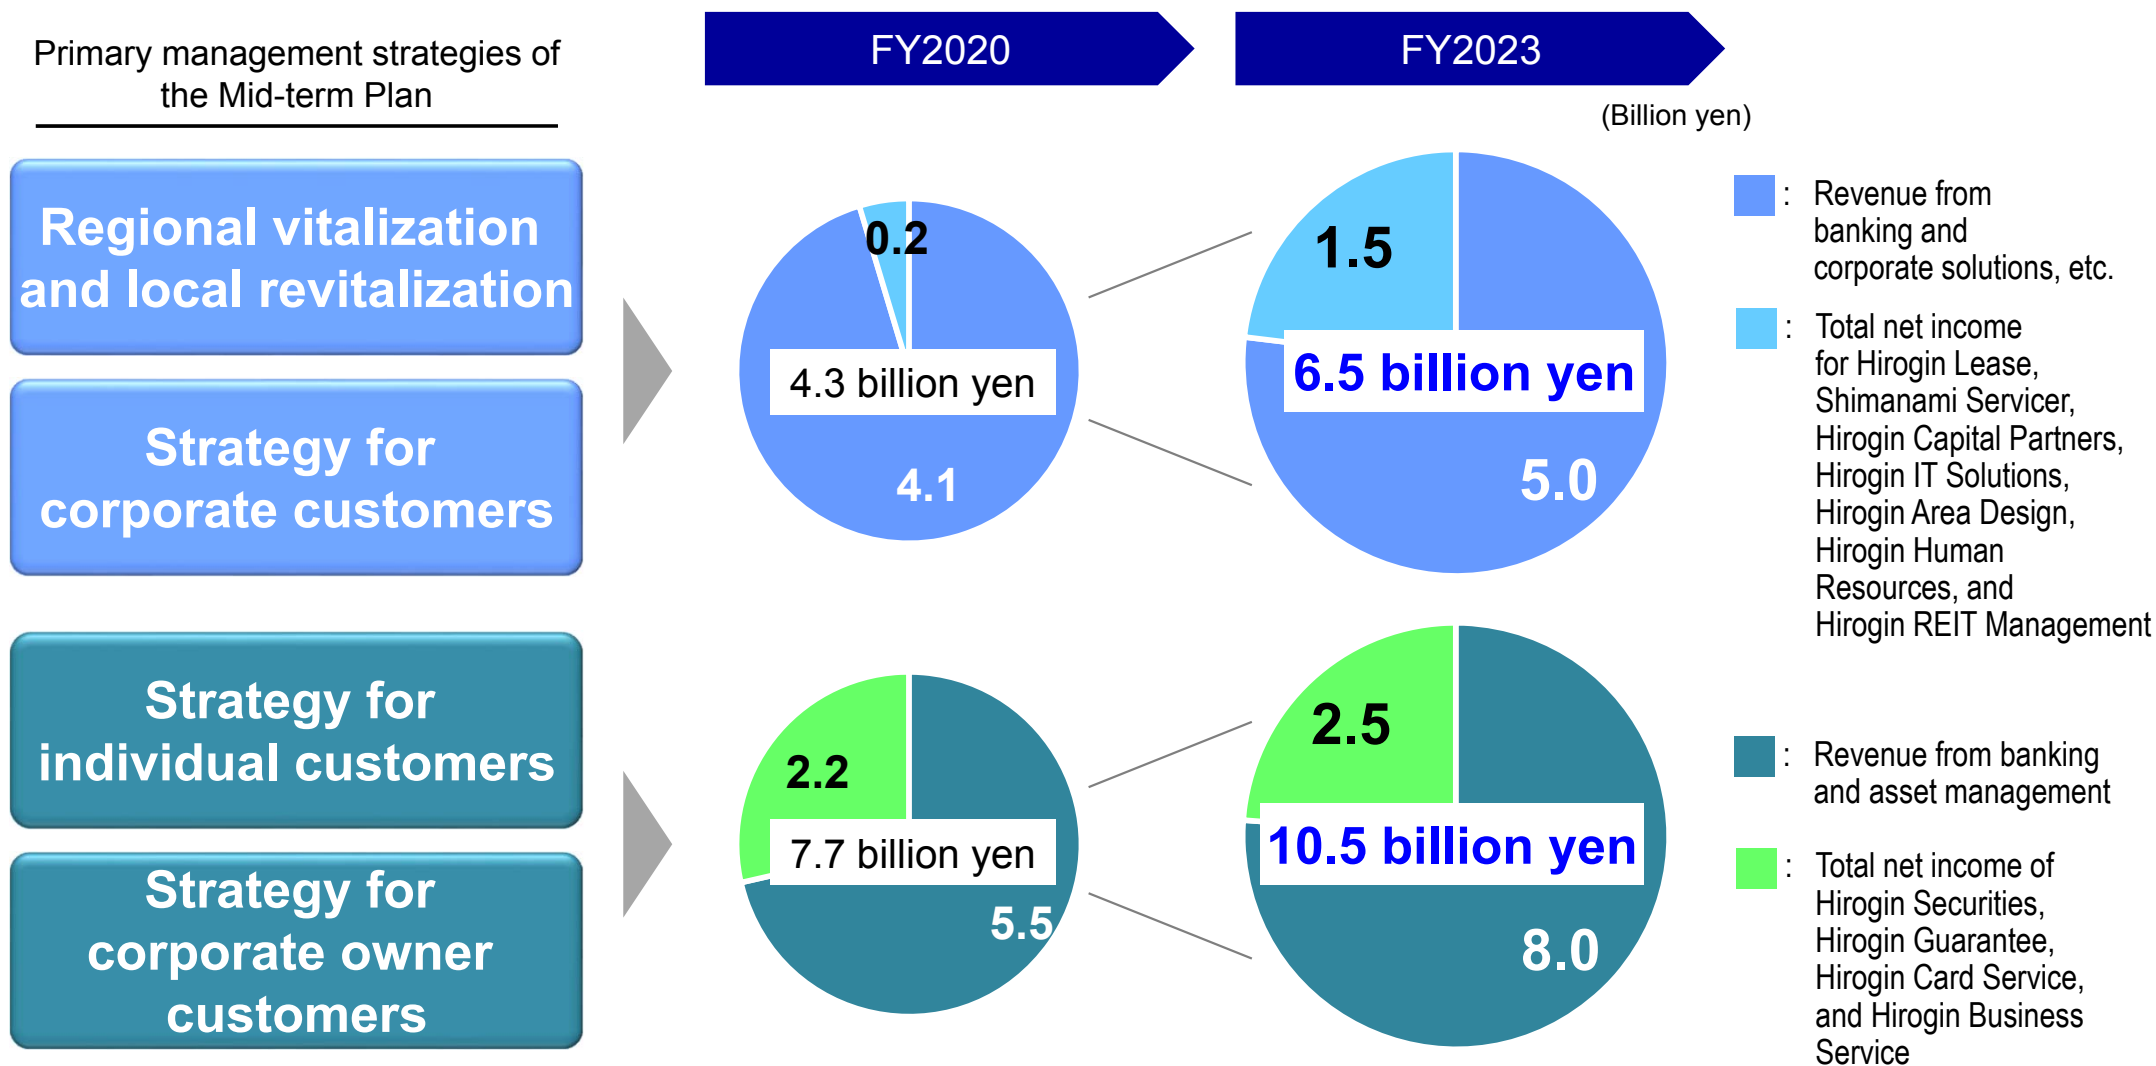 Primary management strategies of
the Mid-term Plan
FY2020
FY2023
(Billion yen)
Regional vitalization
and local revitalization
Strategy for
corporate customers
0.2
4.3 billion yen
4.1
1.5
6.5 billion yen
5.0
: Revenue from
banking and
corporate solutions, etc.
: Total net income
for Hirogin Lease,
Shimanami Servicer,
Hirogin Capital Partners,
Hirogin IT Solutions,
Hirogin Area Design,
Hirogin Human
Resources, and
Hirogin REIT Management
Strategy for
individual customers
Strategy for
corporate owner
customers
2.2
7.7 billion yen
5.5
2.5
10.5 billion yen
8.0
: Revenue from banking
and asset management
: Total net income of
Hirogin Securities,
Hirogin Guarantee,
Hirogin Card Service,
and Hirogin Business
Service